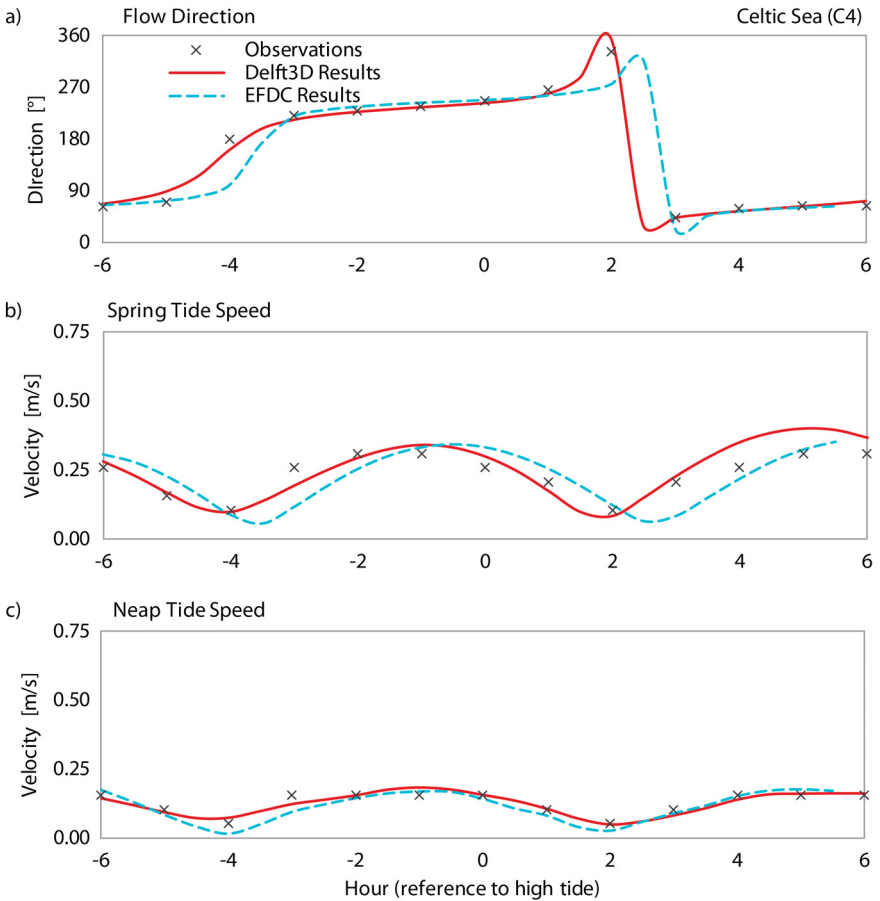 a) Flow Direction Celtic Sea (C4)
360
270
180
90
0
DIrection [°]
Observations
Delft3D Results
EFDC Results
-6 -4 -2 0 2 4 6
b) Spring Tide Speed
0.75
0.50
0.25
0.00
Velocity [m/s]
-6 -4 -2 0 2 4 6
c) Neap Tide Speed
0.75
0.50
0.25
0.00
Velocity [m/s]
-6 -4 -2 0 2 4 6
Hour (reference to high tide)